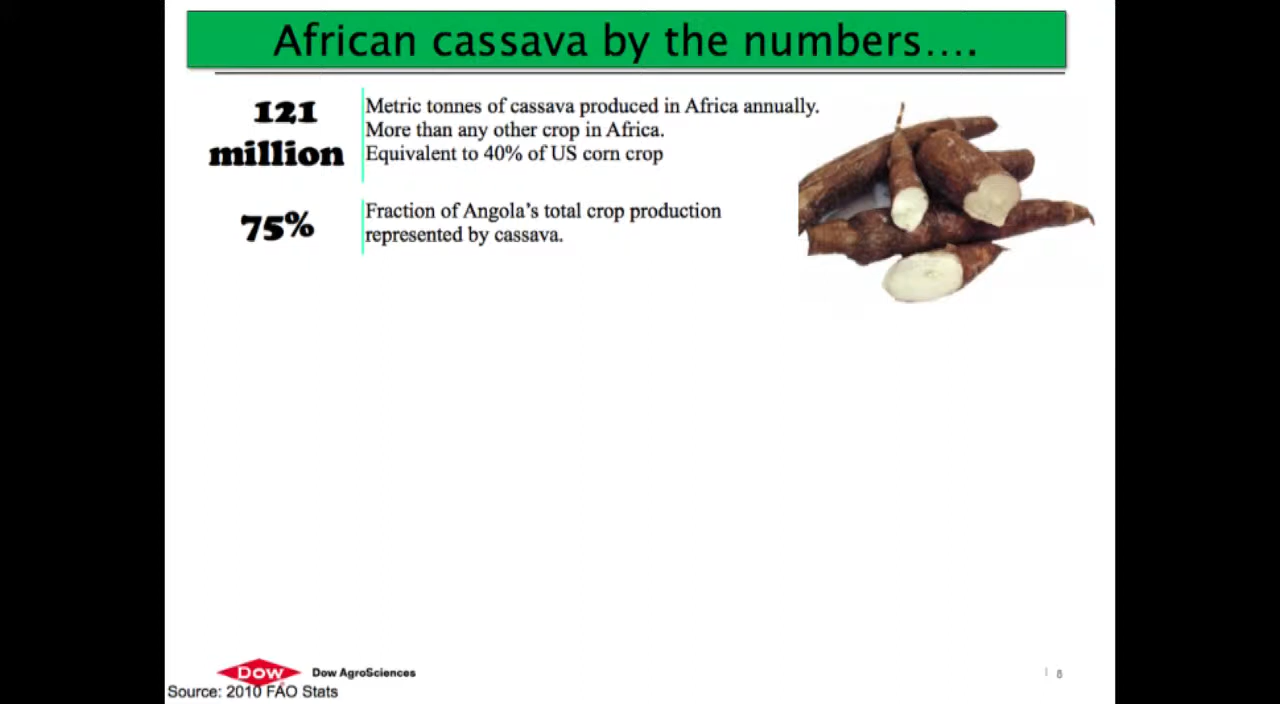 African cassava by the numbers….
121
million
Metric tonnes of cassava produced in Africa annually.
More than any other crop in Africa.
Equivalent to 40% of US corn crop
75%
Fraction of Angola’s total crop production
represented by cassava.
Dow
Dow AgroSciences
Source: 2010 FAO Stats
8